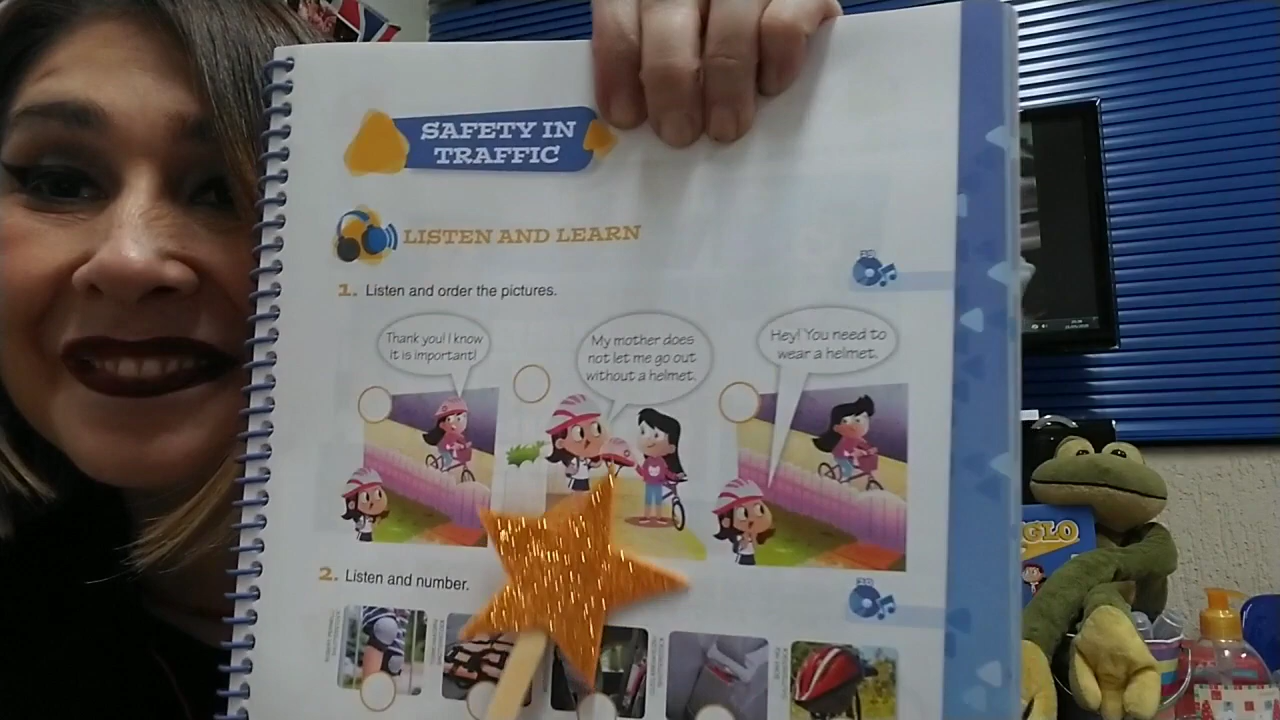 SAFETY IN
TRAFFIC
LISTEN AND LEARN
1. Listen and order the pictures.
Thank you! I know
it is important!
My mother does
not let me go out
without a helmet.
Hey! You need to
wear a helmet.
2. Listen and number.
GLO